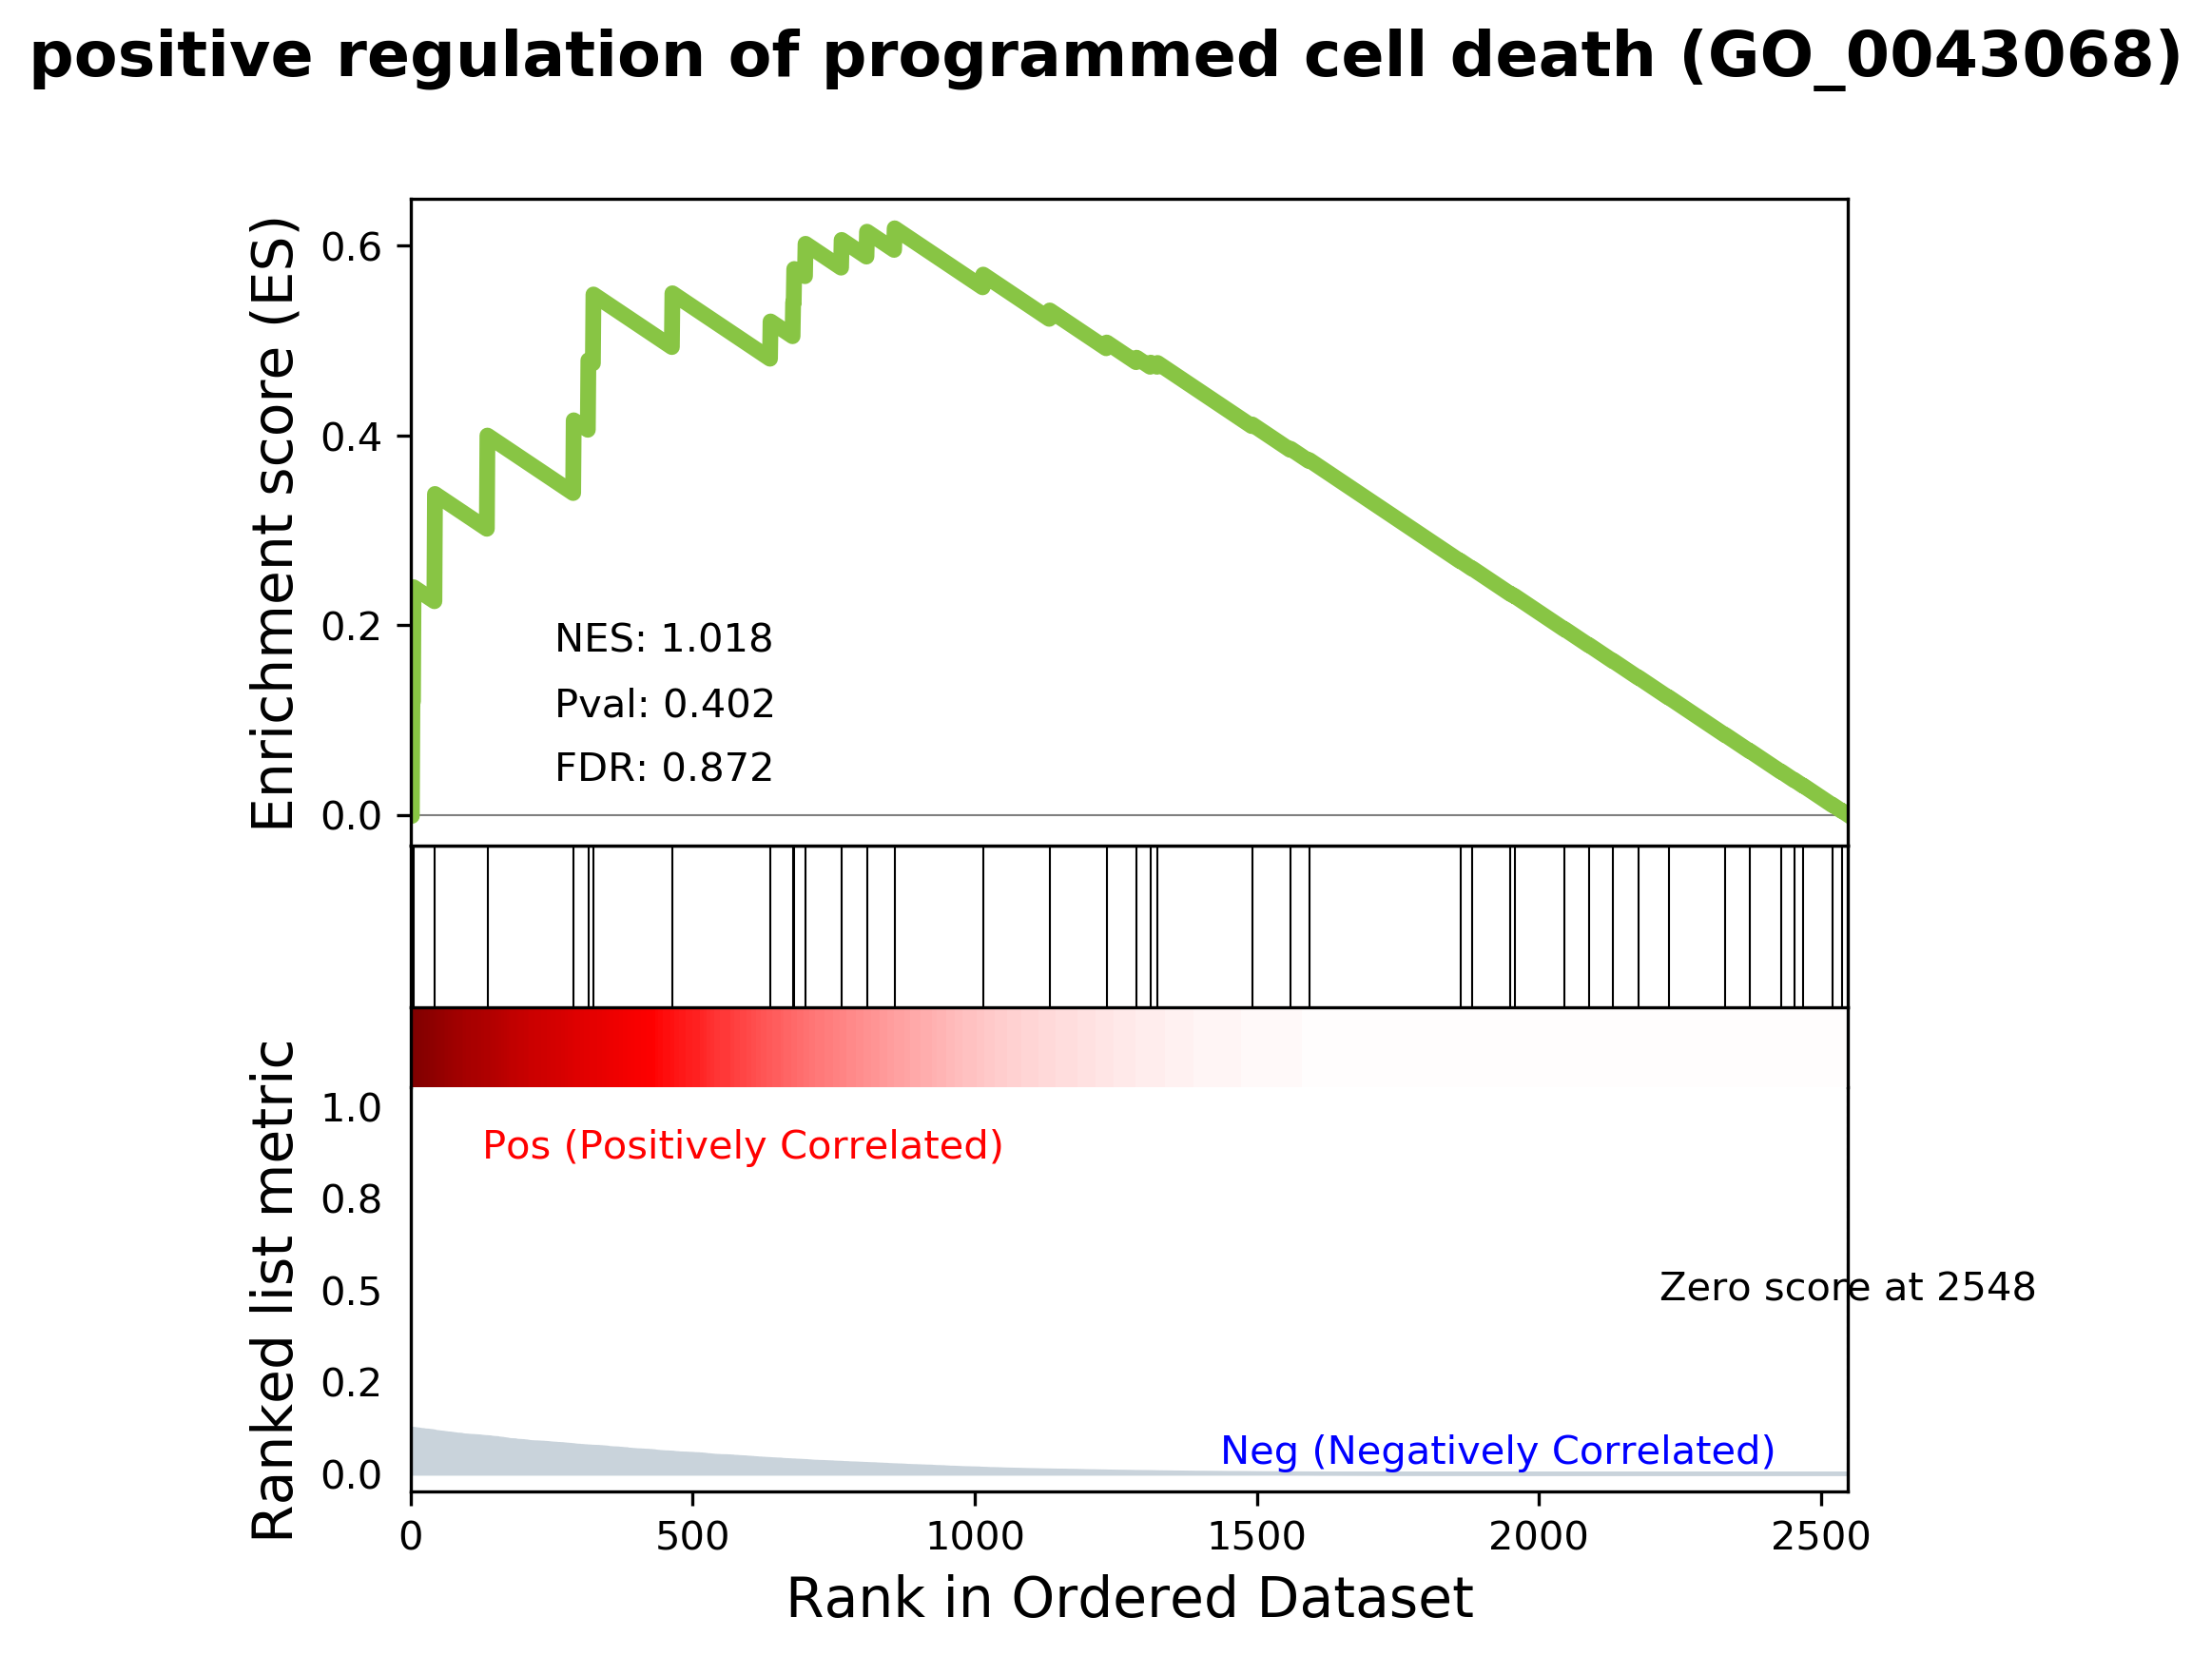 positive regulation of programmed cell death (GO_0043068)
Enrichment score (ES)
0.6
0.4
0.2
0.0
NES: 1.018
Pval: 0.402
FDR: 0.872
Ranked list metric
1.0
0.8
0.5
0.2
0.0
Pos (Positively Correlated)
Zero score at 2548
Neg (Negatively Correlated)
0 500 1000 1500 2000 2500
Rank in Ordered Dataset